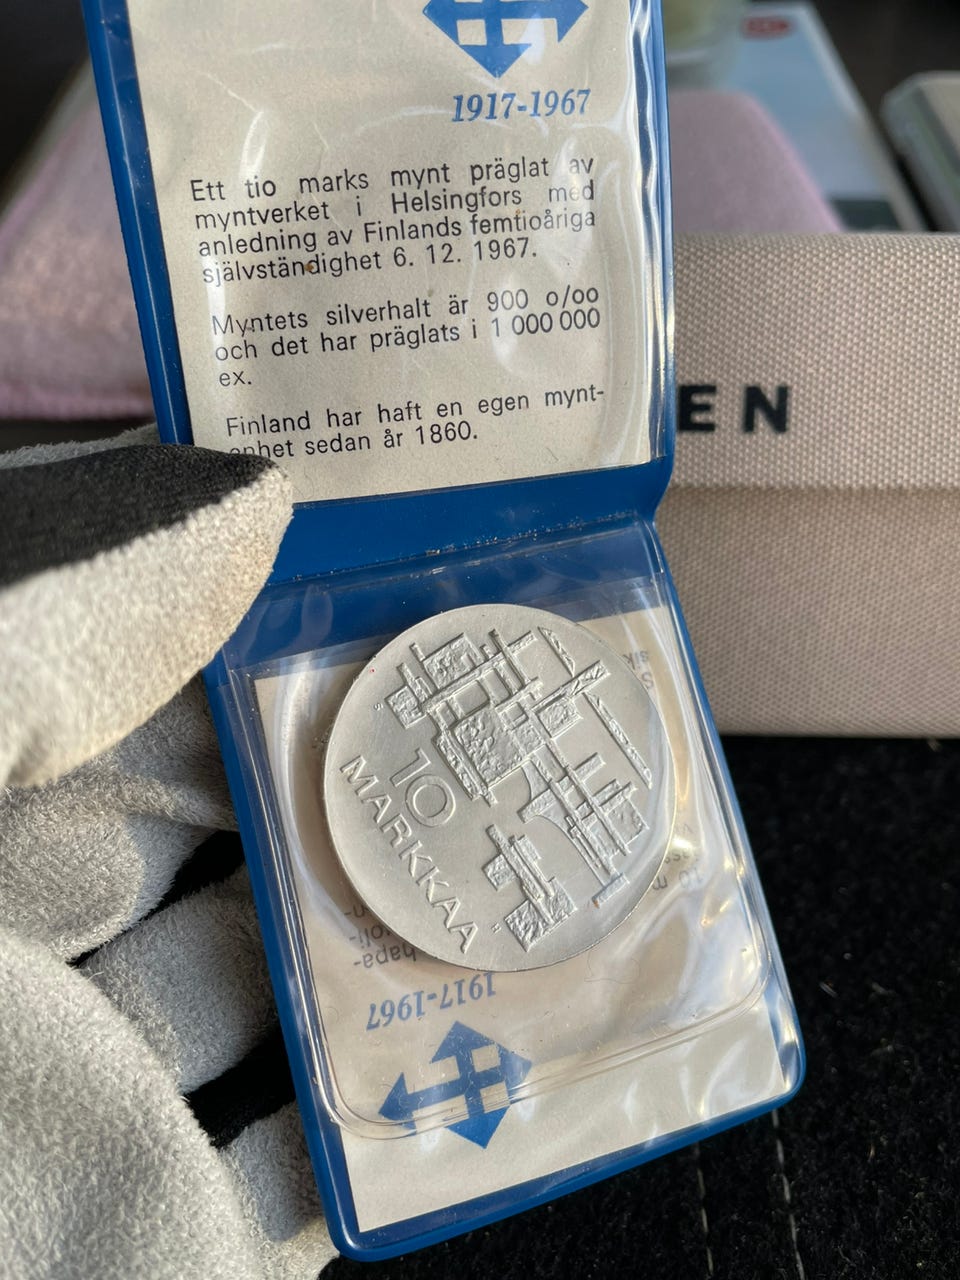 1917-1967
Ett tio marks mynt präglat av
myntverket i Helsingfors med
anledning av Finlands femtioåriga
självständighet 6. 12. 1967.
Myntets silverhalt är 900 o/oo
och det har präglats i 1 000 000
ex.
Finland har haft en egen mynt-
enhet sedan år 1860.
EN
10
MARKKAA
S
10 m
hapa-
1917-1967